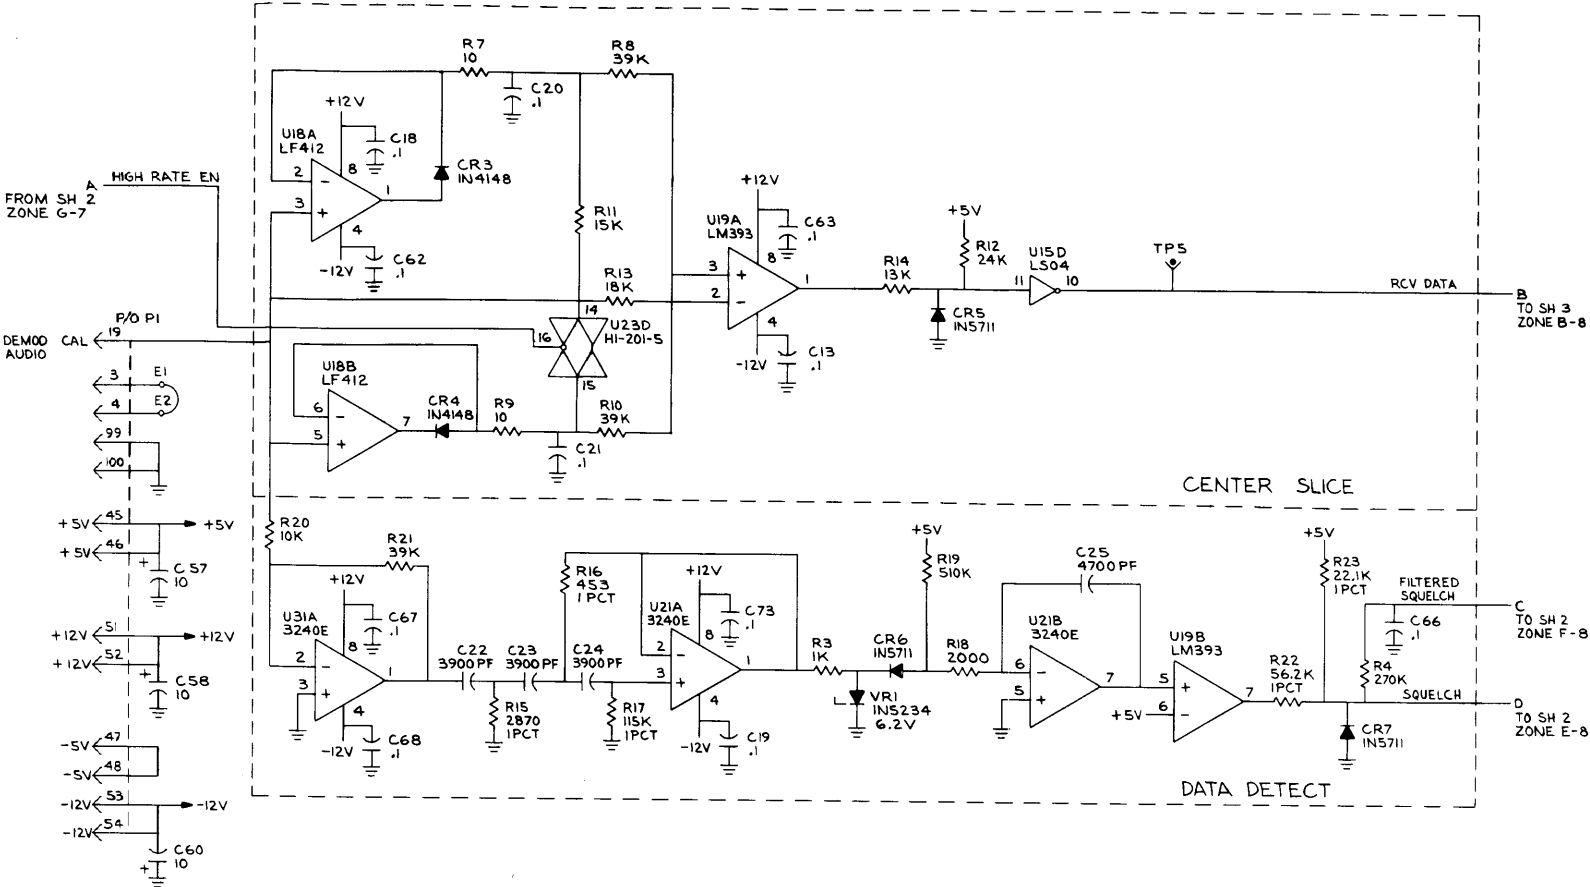 R7
10
R8
39K
C20
.1
+12V
U18A
LF412
C18
.1
2
−
8
3
+
1
4
CR3
1N4148
-12V
C62
.1
HIGH RATE EN
A
FROM SH 2
ZONE G-7
R11
15K
+12V
U19A
LM393
C63
.1
3
+
8
2
−
1
4
-12V
C13
.1
R13
18K
R14
13K
+5V
R12
24K
CR5
1N5711
U15D
LS04
11
10
TP5
RCV DATA
B
TO SH 3
ZONE B-8
14
16
U23D
HI-201-5
15
P/O P1
DEMOD CAL
AUDIO
19
3
E1
4
E2
99
100
U18B
LF412
6
−
5
+
7
CR4
1N4148
R9
10
R10
39K
C21
.1
CENTER SLICE
+5V
45
+5V
+5V
46
+
C57
10
+12V
51
+12V
+12V
52
+
C58
10
-5V
47
-5V
48
-12V
53
-12V
-12V
54
+
C60
10
R20
10K
R21
39K
+12V
U31A
3240E
C67
.1
2
−
8
3
+
1
4
-12V
C68
.1
C22
3900PF
C23
3900PF
C24
3900PF
R15
2870
1PCT
R16
453
1PCT
R17
115K
1PCT
+12V
U21A
3240E
C73
.1
2
−
8
3
+
1
4
-12V
C19
.1
R3
1K
CR6
1N5711
VR1
1N5234
6.2V
+5V
R19
510K
R18
2000
C25
4700PF
U21B
3240E
6
−
5
+
7
U19B
LM393
5
+
+5V
6
−
7
R22
56.2K
1PCT
+5V
R23
22.1K
1PCT
CR7
1N5711
FILTERED
SQUELCH
C66
.1
R4
270K
SQUELCH
C
TO SH 2
ZONE F-8
D
TO SH 2
ZONE E-8
DATA DETECT